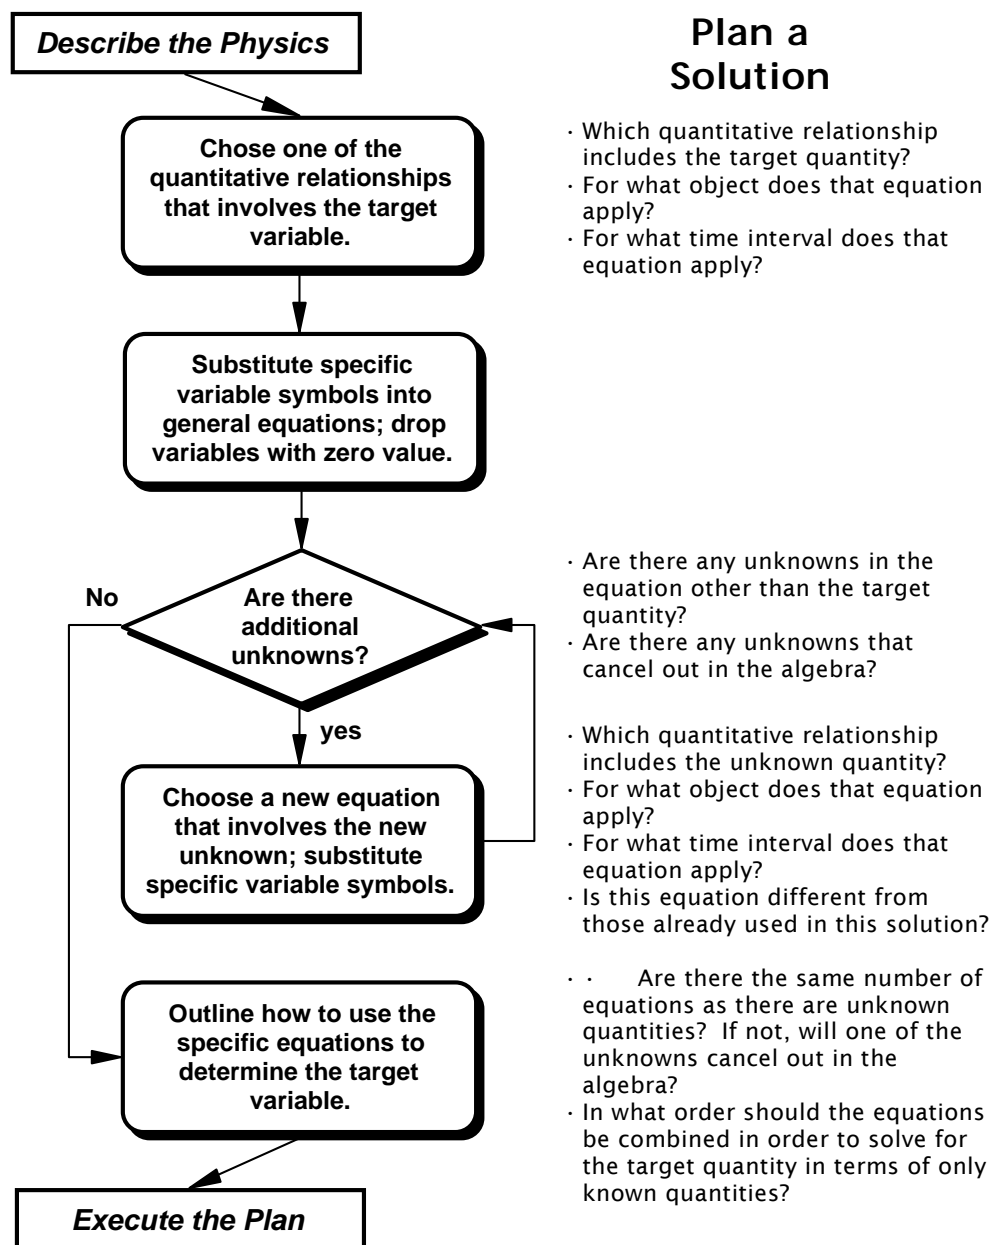 Describe the Physics
Plan a
Solution
Chose one of the
quantitative relationships
that involves the target
variable.
· Which quantitative relationship
includes the target quantity?
· For what object does that equation
apply?
· For what time interval does that
equation apply?
Substitute specific
variable symbols into
general equations; drop
variables with zero value.
No
Are there
additional
unknowns?
· Are there any unknowns in the
equation other than the target
quantity?
· Are there any unknowns that
cancel out in the algebra?
yes
Choose a new equation
that involves the new
unknown; substitute
specific variable symbols.
· Which quantitative relationship
includes the unknown quantity?
· For what object does that equation
apply?
· For what time interval does that
equation apply?
· Is this equation different from
those already used in this solution?
Outline how to use the
specific equations to
determine the target
variable.
· · Are there the same number of
equations as there are unknown
quantities? If not, will one of the
unknowns cancel out in the
algebra?
· In what order should the equations
be combined in order to solve for
the target quantity in terms of only
known quantities?
Execute the Plan